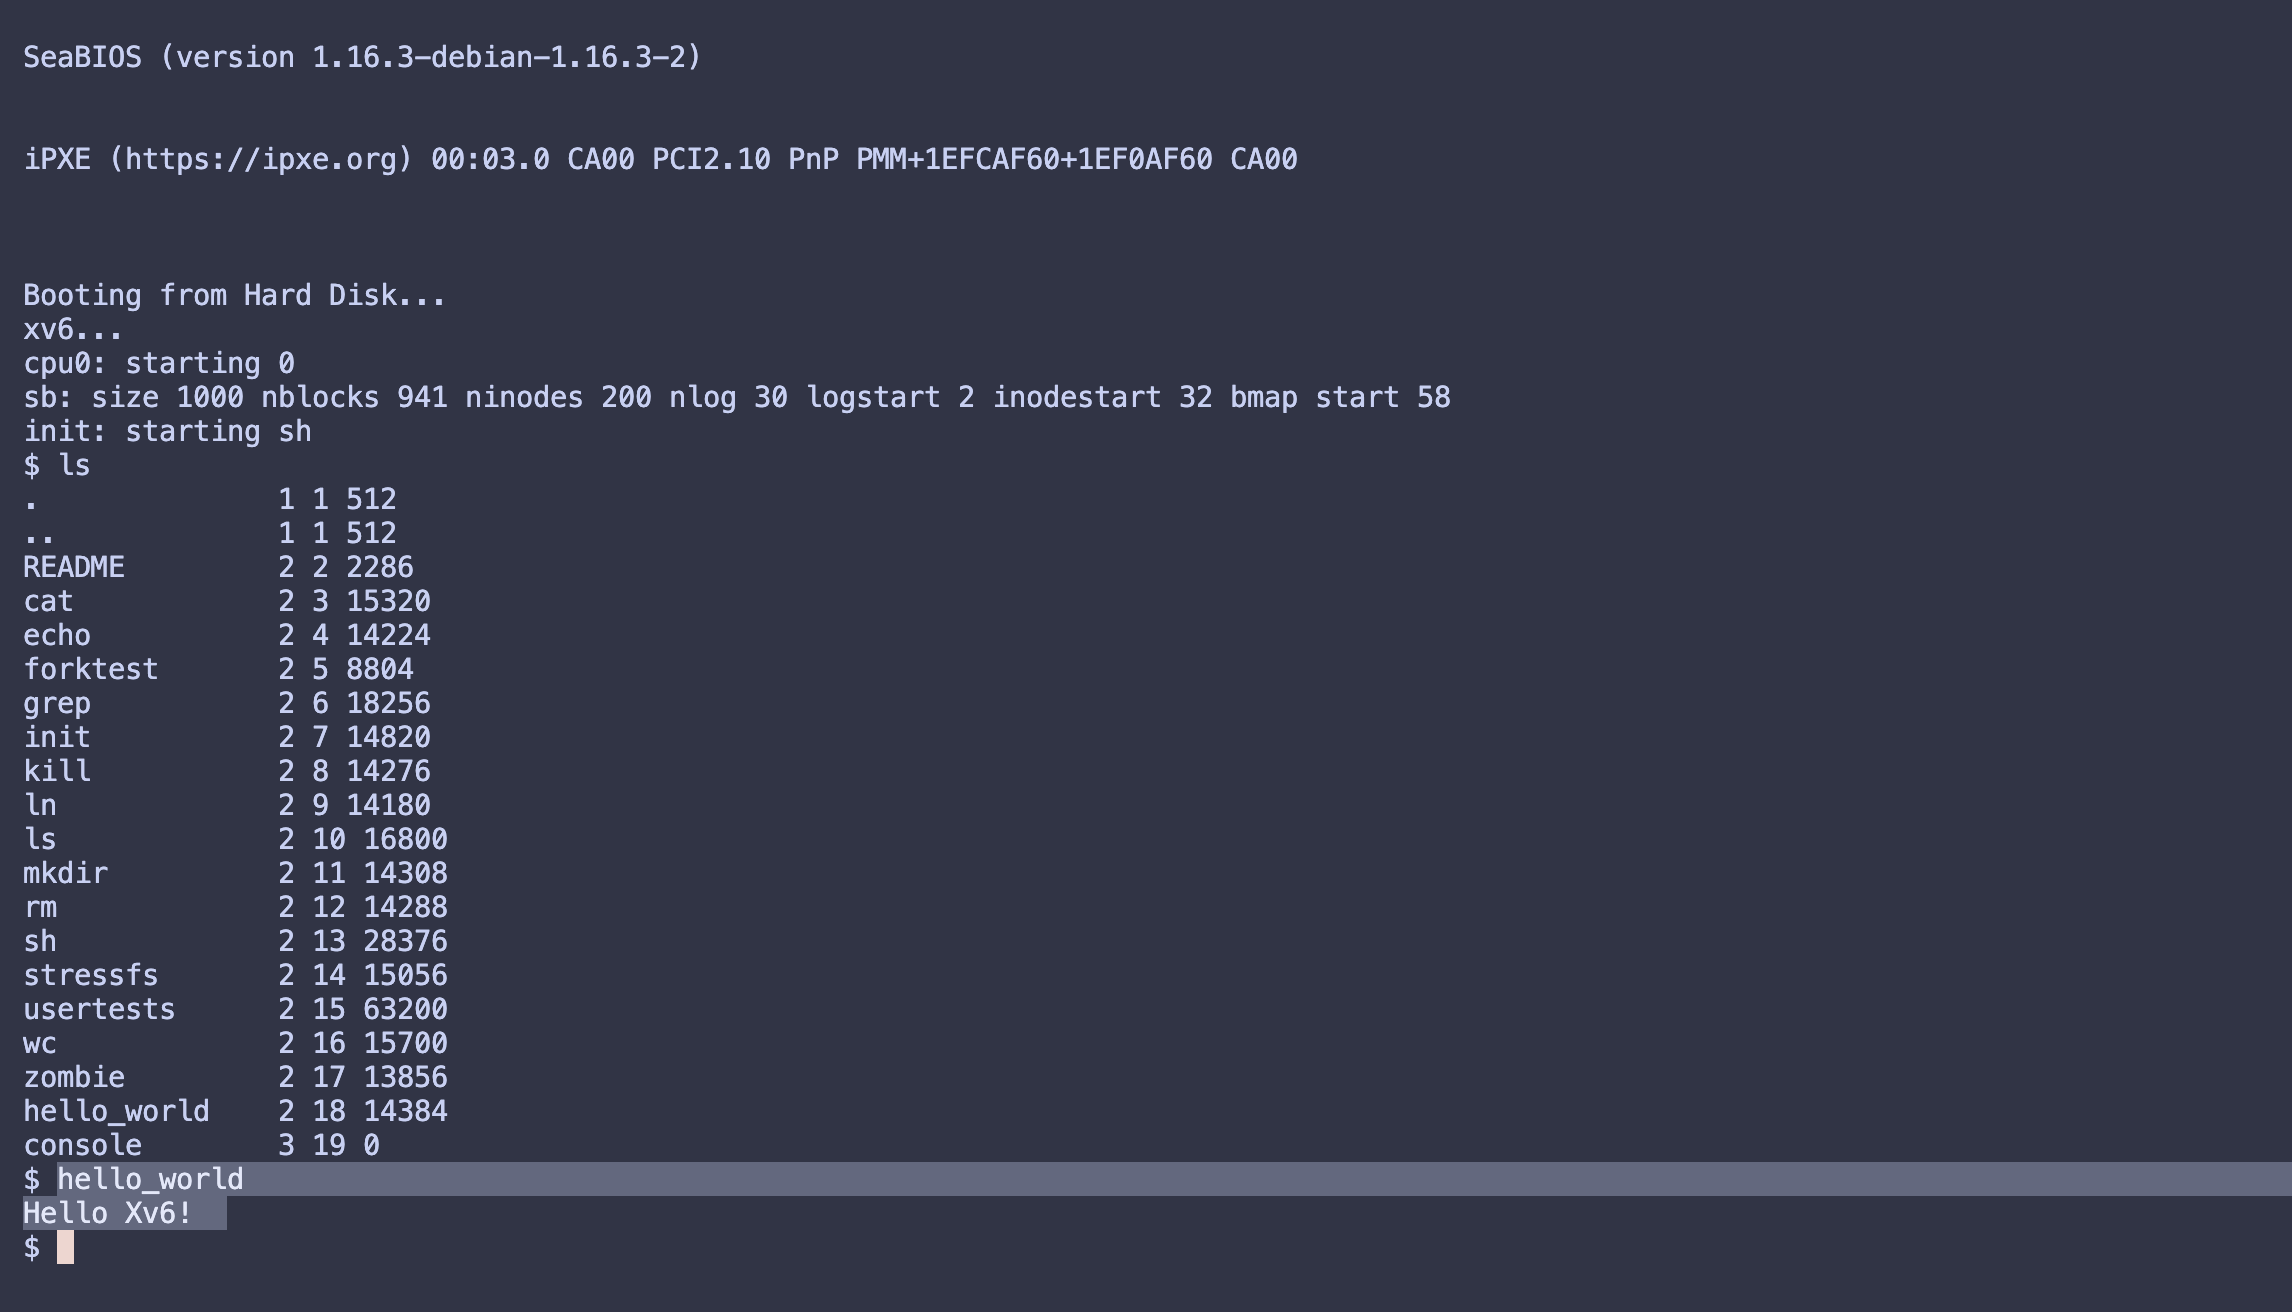 SeaBIOS (version 1.16.3-debian-1.16.3-2)
iPXE (https://ipxe.org) 00:03.0 CA00 PCI2.10 PnP PMM+1EFCAF60+1EF0AF60 CA00
Booting from Hard Disk...
xv6...
cpu0: starting 0
sb: size 1000 nblocks 941 ninodes 200 nlog 30 logstart 2 inodestart 32 bmap start 58
init: starting sh
$ ls
.              1 1 512
..             1 1 512
README         2 2 2286
cat            2 3 15320
echo           2 4 14224
forktest       2 5 8804
grep           2 6 18256
init           2 7 14820
kill           2 8 14276
ln             2 9 14180
ls             2 10 16800
mkdir          2 11 14308
rm             2 12 14288
sh             2 13 28376
stressfs       2 14 15056
usertests      2 15 63200
wc             2 16 15700
zombie         2 17 13856
hello_world    2 18 14384
console        3 19 0
$ hello_world
Hello Xv6!
$